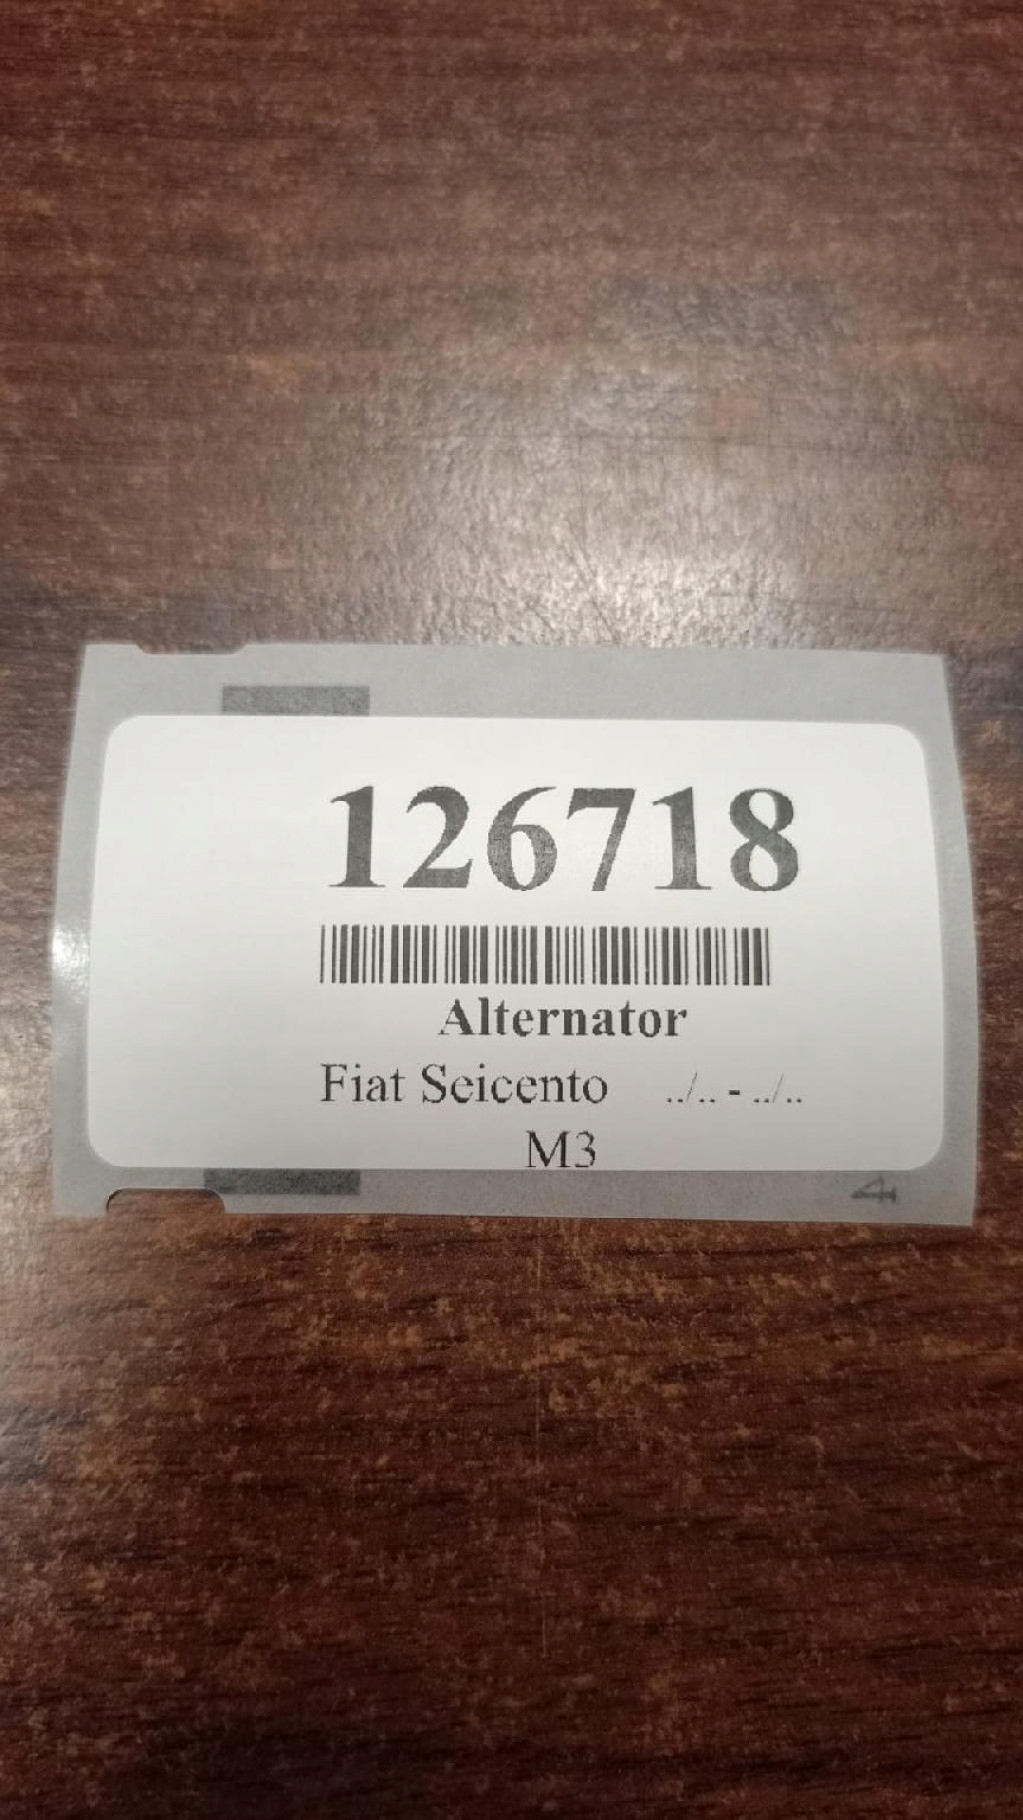 126718
Alternator
Fiat Seicento ../.. - ../..
M3
4